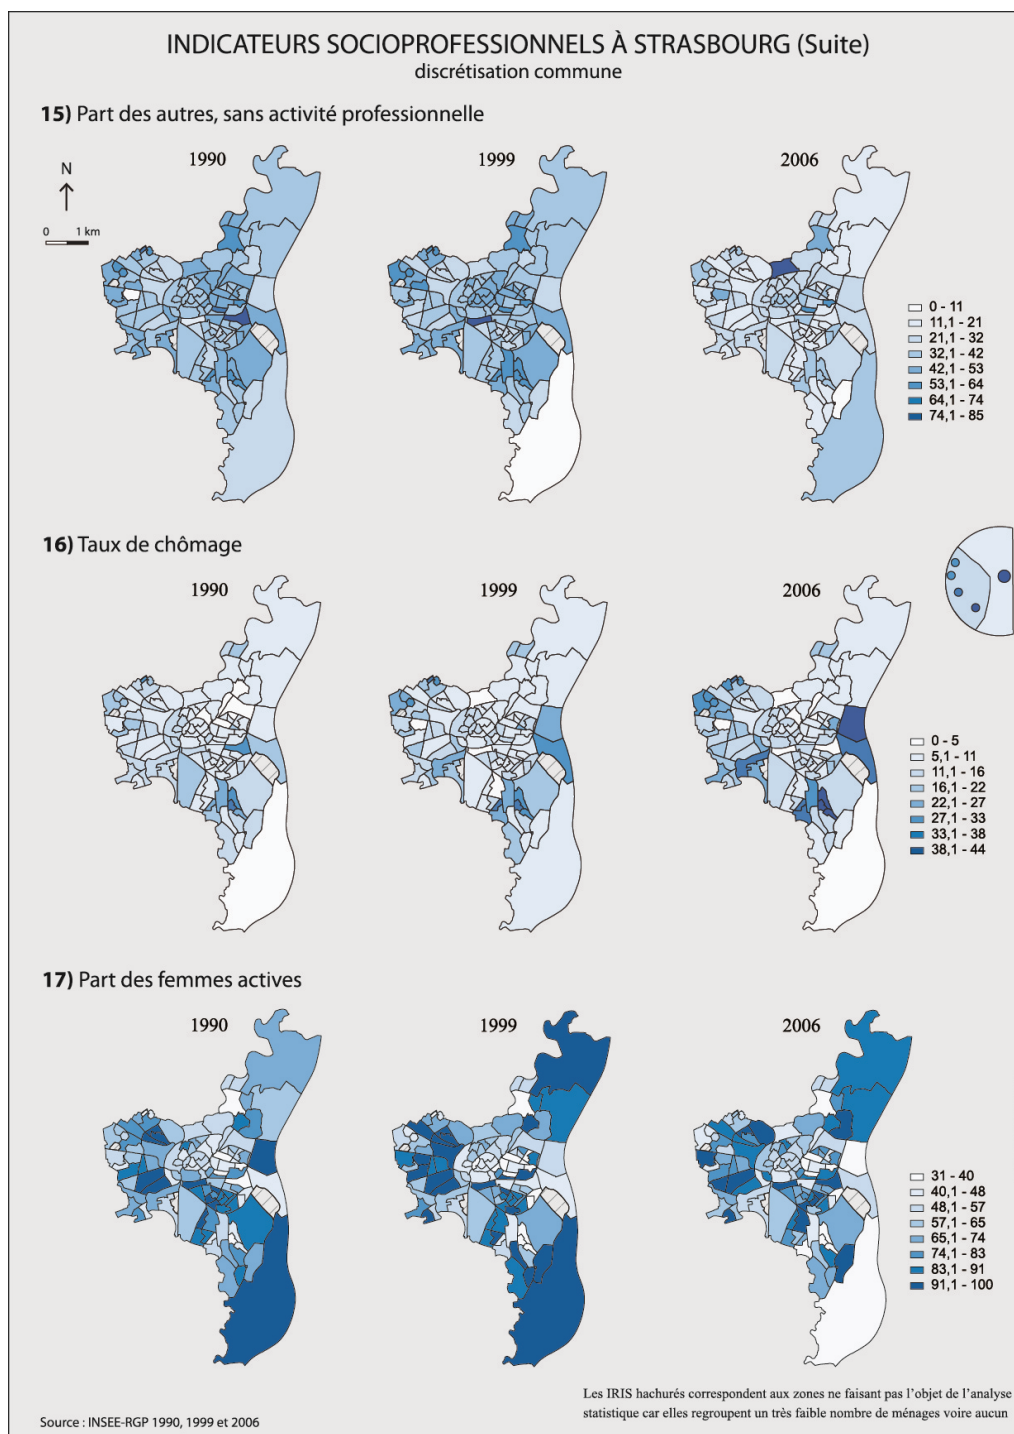 INDICATEURS SOCIOPROFESSIONNELS À STRASBOURG (Suite)
discrétisation commune
15) Part des autres, sans activité professionnelle
1990
1999
2006
N
0 1 km
0 - 11
11,1 - 21
21,1 - 32
32,1 - 42
42,1 - 53
53,1 - 64
64,1 - 74
74,1 - 85
16) Taux de chômage
1990
1999
2006
0 - 5
5,1 - 11
11,1 - 16
16,1 - 22
22,1 - 27
27,1 - 33
33,1 - 38
38,1 - 44
17) Part des femmes actives
1990
1999
2006
31 - 40
40,1 - 48
48,1 - 57
57,1 - 65
65,1 - 74
74,1 - 83
83,1 - 91
91,1 - 100
Les IRIS hachurés correspondent aux zones ne faisant pas l'objet de l'analyse
statistique car elles regroupent un très faible nombre de ménages voire aucun
Source : INSEE-RGP 1990, 1999 et 2006